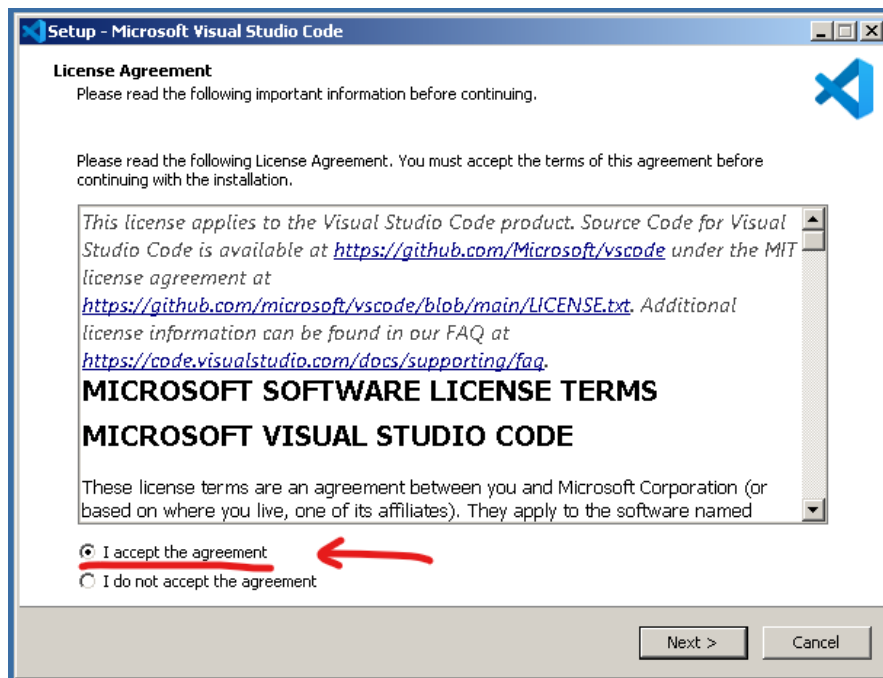 Setup - Microsoft Visual Studio Code
License Agreement
Please read the following important information before continuing.
Please read the following License Agreement. You must accept the terms of this agreement before
continuing with the installation.
This license applies to the Visual Studio Code product. Source Code for Visual
Studio Code is available at https://github.com/Microsoft/vscode under the MIT
license agreement at
https://github.com/microsoft/vscode/blob/main/LICENSE.txt. Additional
license information can be found in our FAQ at
https://code.visualstudio.com/docs/supporting/faq.
MICROSOFT SOFTWARE LICENSE TERMS
MICROSOFT VISUAL STUDIO CODE
These license terms are an agreement between you and Microsoft Corporation (or
based on where you live, one of its affiliates). They apply to the software named
I accept the agreement
I do not accept the agreement
Next >
Cancel